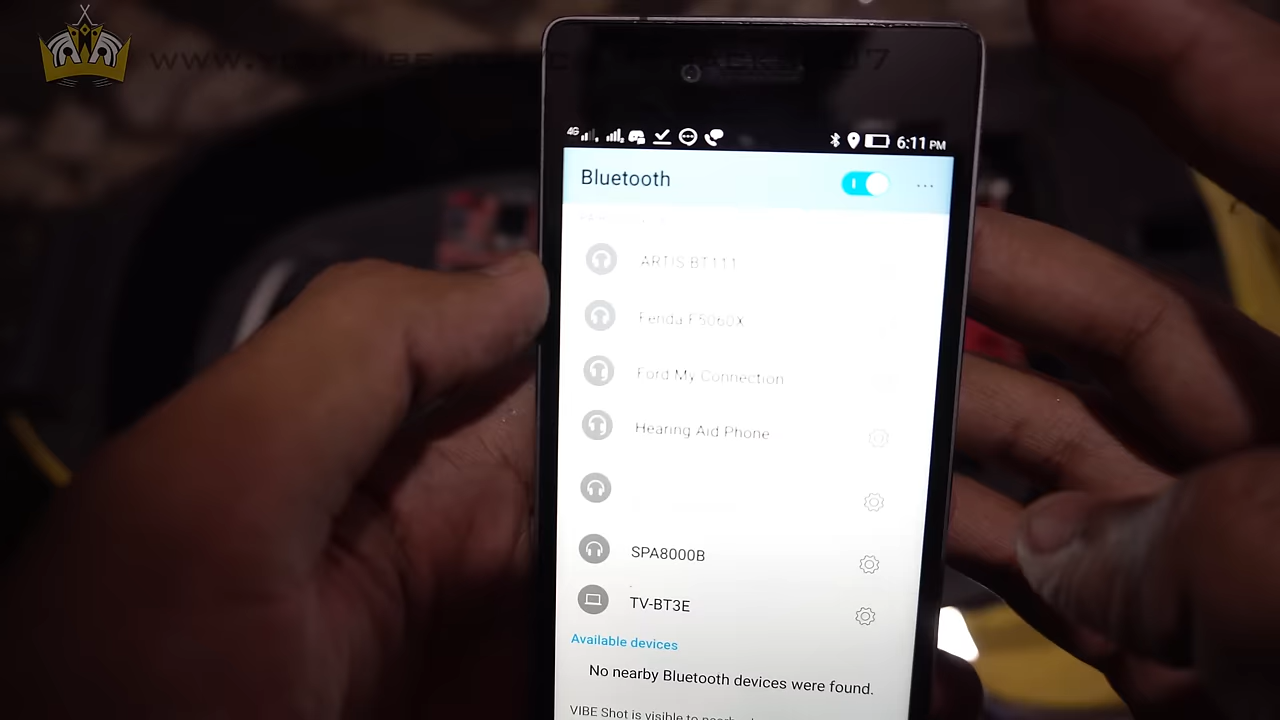 4G 6:11 PM
Bluetooth
ARTIS BT111
Fenda F5060X
Ford My Connection
Hearing Aid Phone
SPA8000B
TV-BT3E
Available devices
No nearby Bluetooth devices were found.
VIBE Shot is visible to